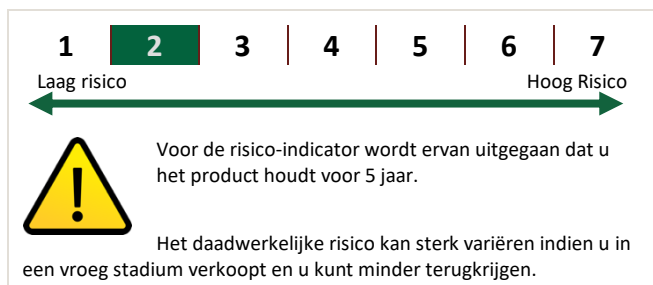 1 2 3 4 5 6 7
Laag risico Hoog Risico
Voor de risico-indicator wordt ervan uitgegaan dat u
het product houdt voor 5 jaar.
Het daadwerkelijke risico kan sterk variëren indien u in
een vroeg stadium verkoopt en u kunt minder terugkrijgen.